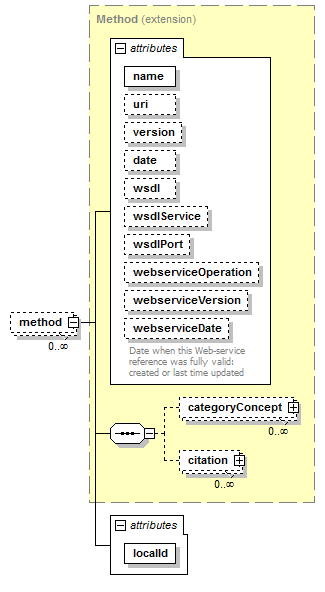 Method (extension)
attributes
name
uri
version
date
wsdl
wsdlService
wsdlPort
webserviceOperation
webserviceVersion
webserviceDate
Date when this Web-service
reference was fully valid:
created or last time updated
method
0..∞
categoryConcept
0..∞
citation
0..∞
attributes
localId